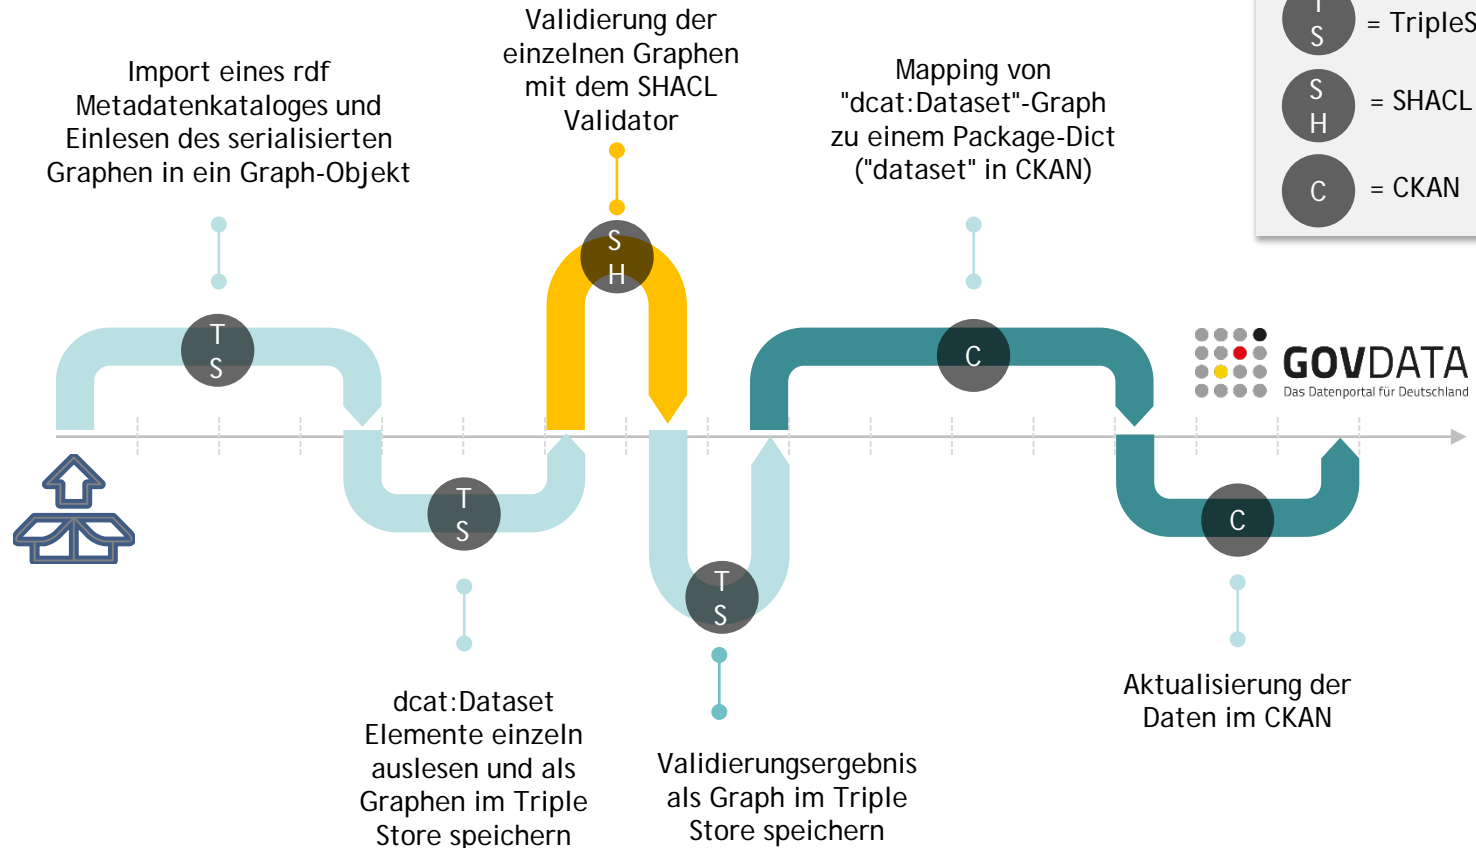 Validierung der
einzelnen Graphen
mit dem SHACL
Validator
Import eines rdf
Metadatenkataloges und
Einlesen des serialisierten
Graphen in ein Graph-Objekt
Mapping von
"dcat:Dataset"-Graph
zu einem Package-Dict
("dataset" in CKAN)
T
S
= TripleS
S
H
= SHACL
C
= CKAN
S
H
T
S
C
GOVDATA
Das Datenportal für Deutschland
T
S
C
T
S
dcat:Dataset
Elemente einzeln
auslesen und als
Graphen im Triple
Store speichern
Validierungsergebnis
als Graph im Triple
Store speichern
Aktualisierung der
Daten im CKAN